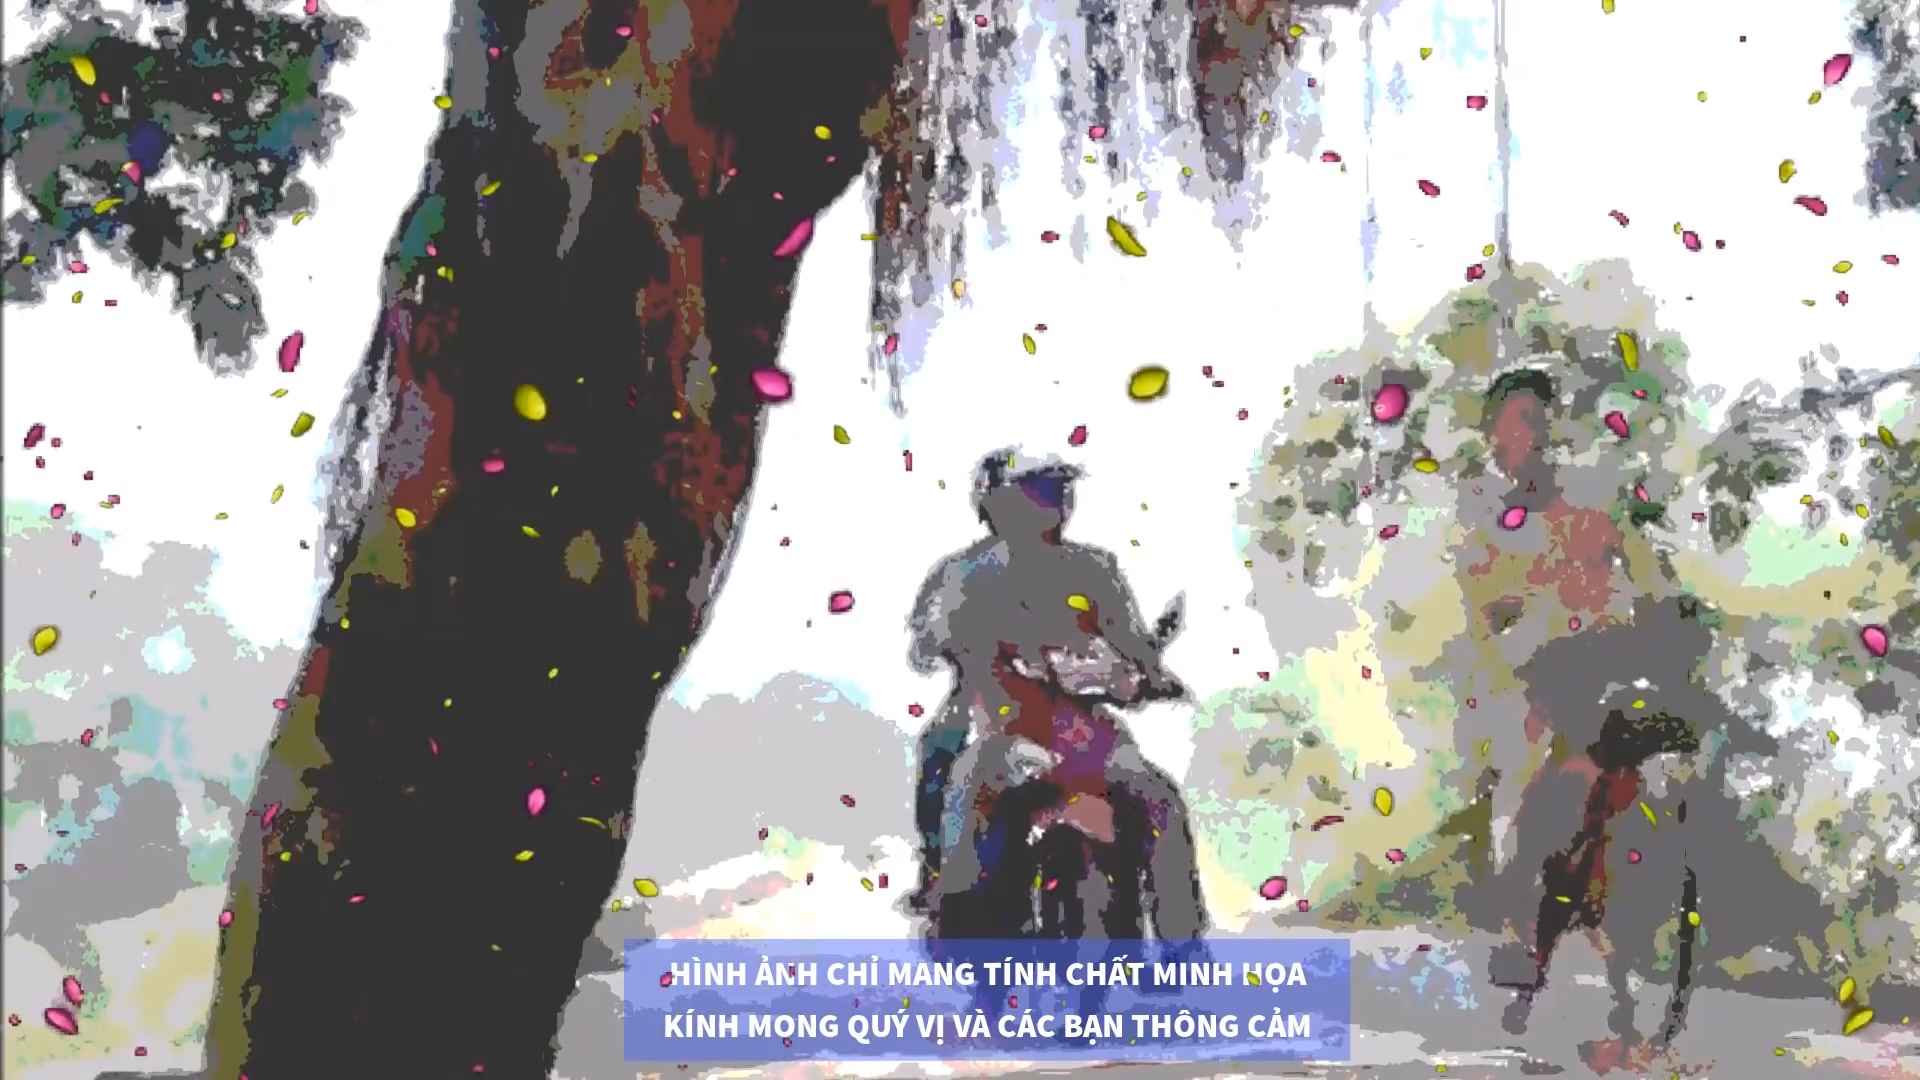 HÌNH ẢNH CHỈ MANG TÍNH CHẤT MINH HỌA
KÍNH MONG QUÝ VỊ VÀ CÁC BẠN THÔNG CẢM